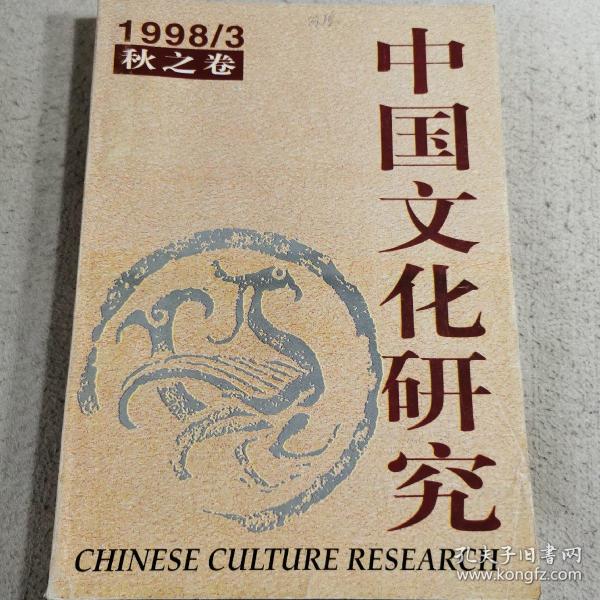 1998/3
秋之卷
中国文化研究
CHINESE CULTURE RESEARCH
孔夫子旧书网
www.kongfz.com